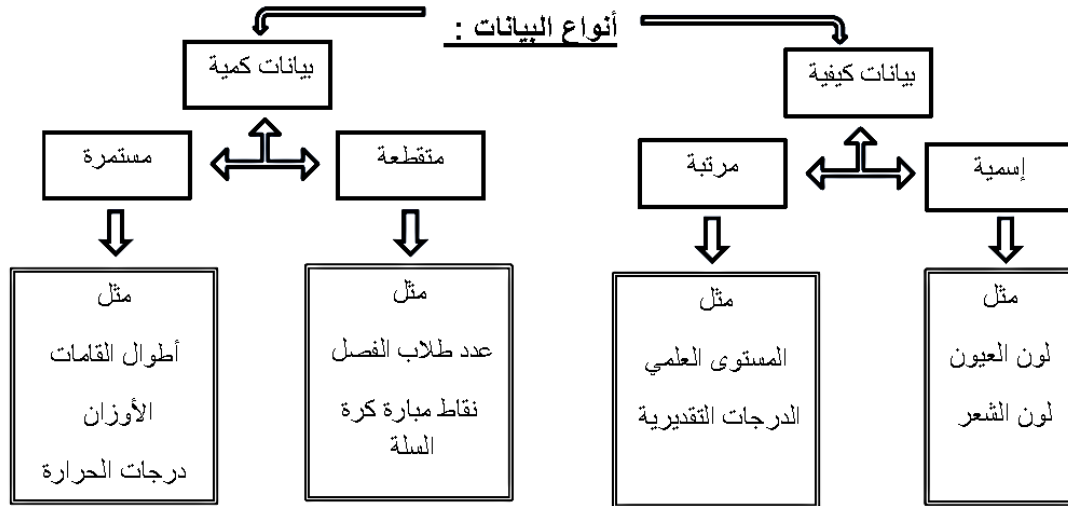 أنواع البيانات :
بيانات كيفية
بيانات كمية
إسمية
مرتبة
متقطعة
مستمرة
مثل
لون العيون
لون الشعر
مثل
المستوى العلمي
الدرجات التقديرية
مثل
عدد طلاب الفصل
نقاط مبارة كرة
السلة
مثل
أطوال القامات
الأوزان
درجات الحرارة